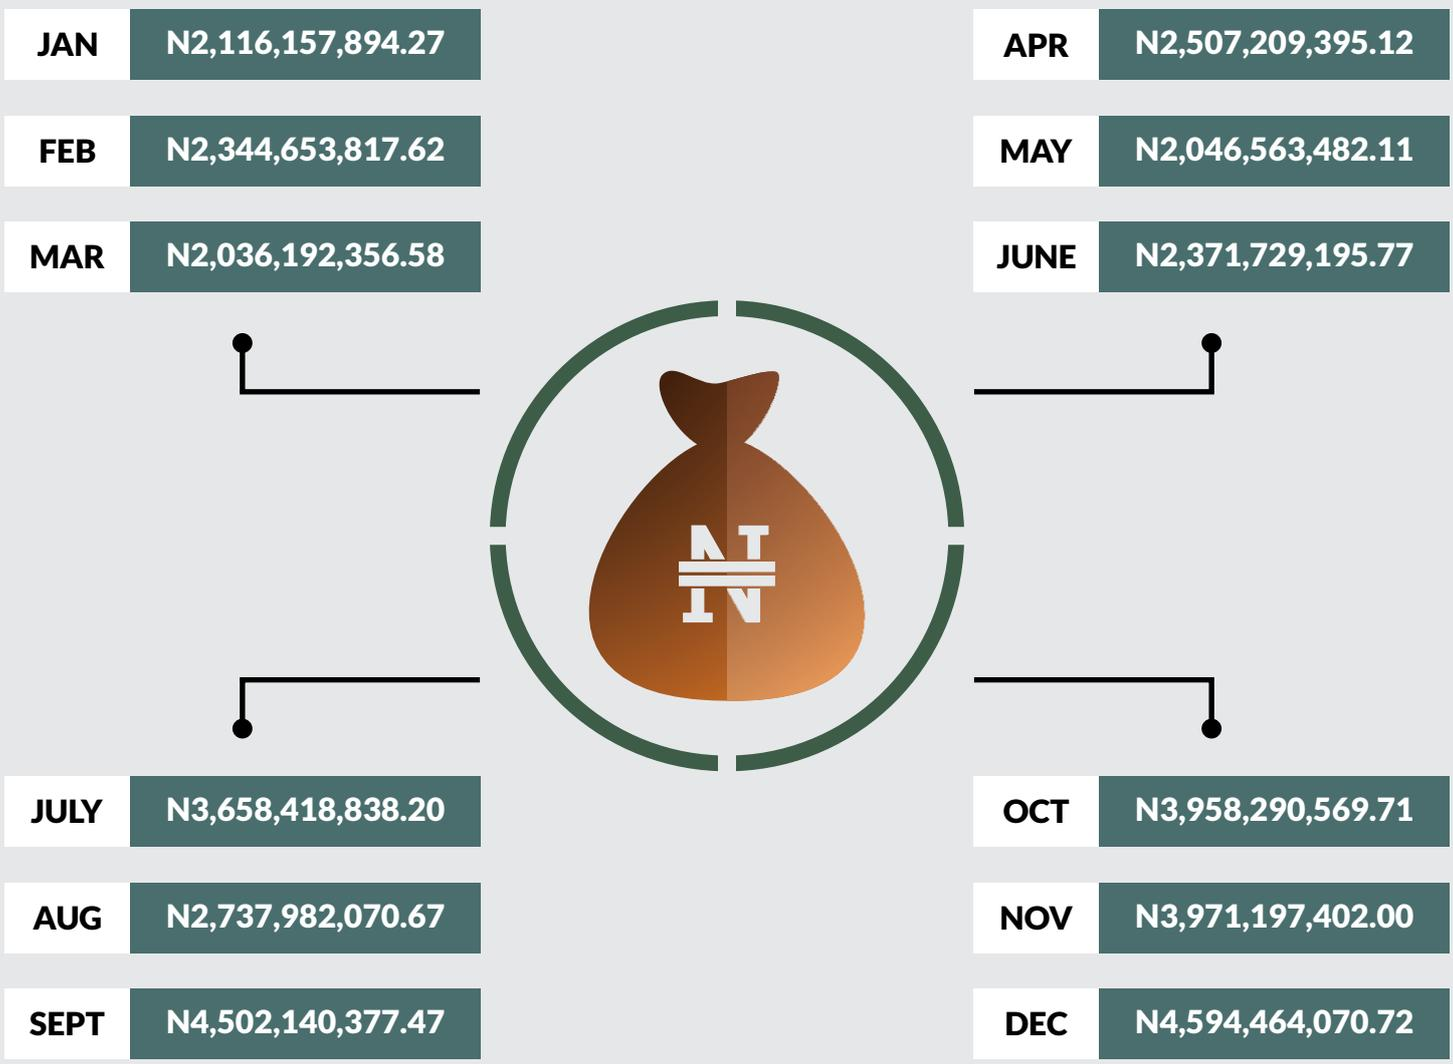 JAN N2,116,157,894.27
FEB N2,344,653,817.62
MAR N2,036,192,356.58
APR N2,507,209,395.12
MAY N2,046,563,482.11
JUNE N2,371,729,195.77
₦
JULY N3,658,418,838.20
AUG N2,737,982,070.67
SEPT N4,502,140,377.47
OCT N3,958,290,569.71
NOV N3,971,197,402.00
DEC N4,594,464,070.72